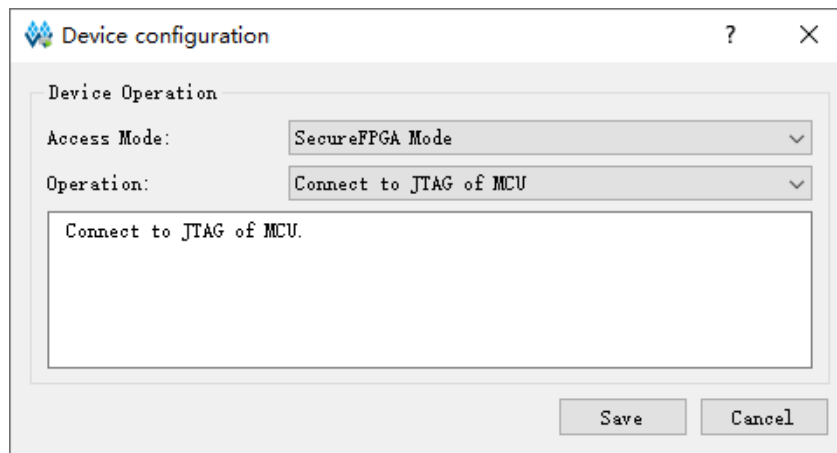 Device configuration
Device Operation
Access Mode: SecureFPGA Mode
Operation: Connect to JTAG of MCU
Connect to JTAG of MCU.
Save Cancel